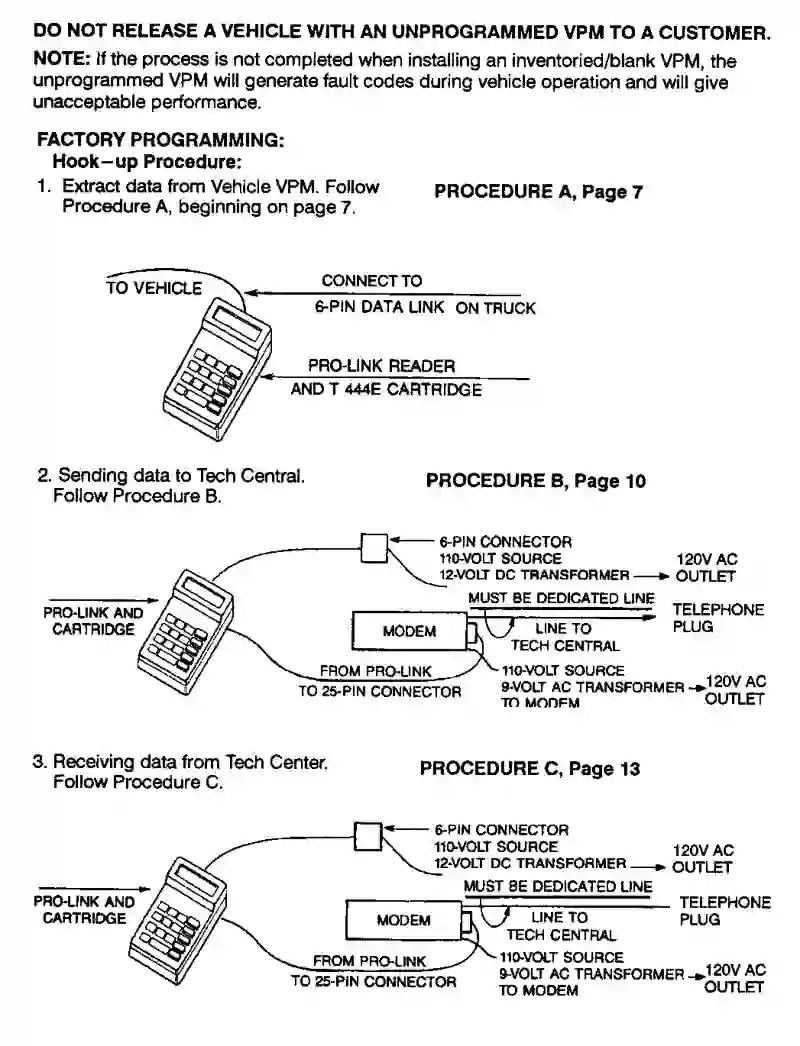 DO NOT RELEASE A VEHICLE WITH AN UNPROGRAMMED VPM TO A CUSTOMER.
NOTE: If the process is not completed when installing an inventoried/blank VPM, the
unprogrammed VPM will generate fault codes during vehicle operation and will give
unacceptable performance.
FACTORY PROGRAMMING:
Hook-up Procedure:
1. Extract data from Vehicle VPM. Follow
Procedure A, beginning on page 7.
PROCEDURE A, Page 7
TO VEHICLE
CONNECT TO
6-PIN DATA LINK ON TRUCK
PRO-LINK READER
AND T 444E CARTRIDGE
2. Sending data to Tech Central.
Follow Procedure B.
PROCEDURE B, Page 10
6-PIN CONNECTOR
110-VOLT SOURCE
12-VOLT DC TRANSFORMER
120V AC
OUTLET
MUST BE DEDICATED LINE
TELEPHONE
PLUG
PRO-LINK AND
CARTRIDGE
MODEM
LINE TO
TECH CENTRAL
FROM PRO-LINK
TO 25-PIN CONNECTOR
110-VOLT SOURCE
9-VOLT AC TRANSFORMER
TO MODEM
120V AC
OUTLET
3. Receiving data from Tech Center.
Follow Procedure C.
PROCEDURE C, Page 13
6-PIN CONNECTOR
110-VOLT SOURCE
12-VOLT DC TRANSFORMER
120V AC
OUTLET
MUST BE DEDICATED LINE
TELEPHONE
PLUG
PRO-LINK AND
CARTRIDGE
MODEM
LINE TO
TECH CENTRAL
FROM PRO-LINK
TO 25-PIN CONNECTOR
110-VOLT SOURCE
9-VOLT AC TRANSFORMER
TO MODEM
120V AC
OUTLET